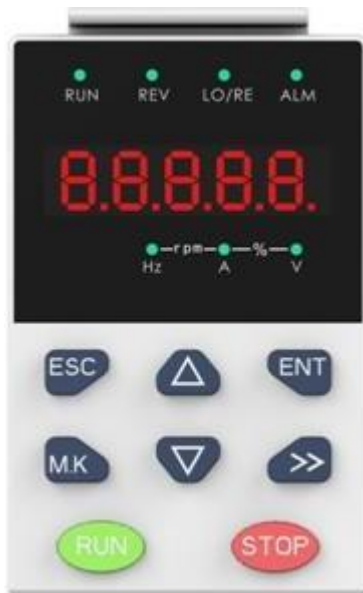 RUN REV LO/RE ALM
8.8.8.8.8.
rpm %
Hz A V
ESC ENT
M.K >>
RUN STOP